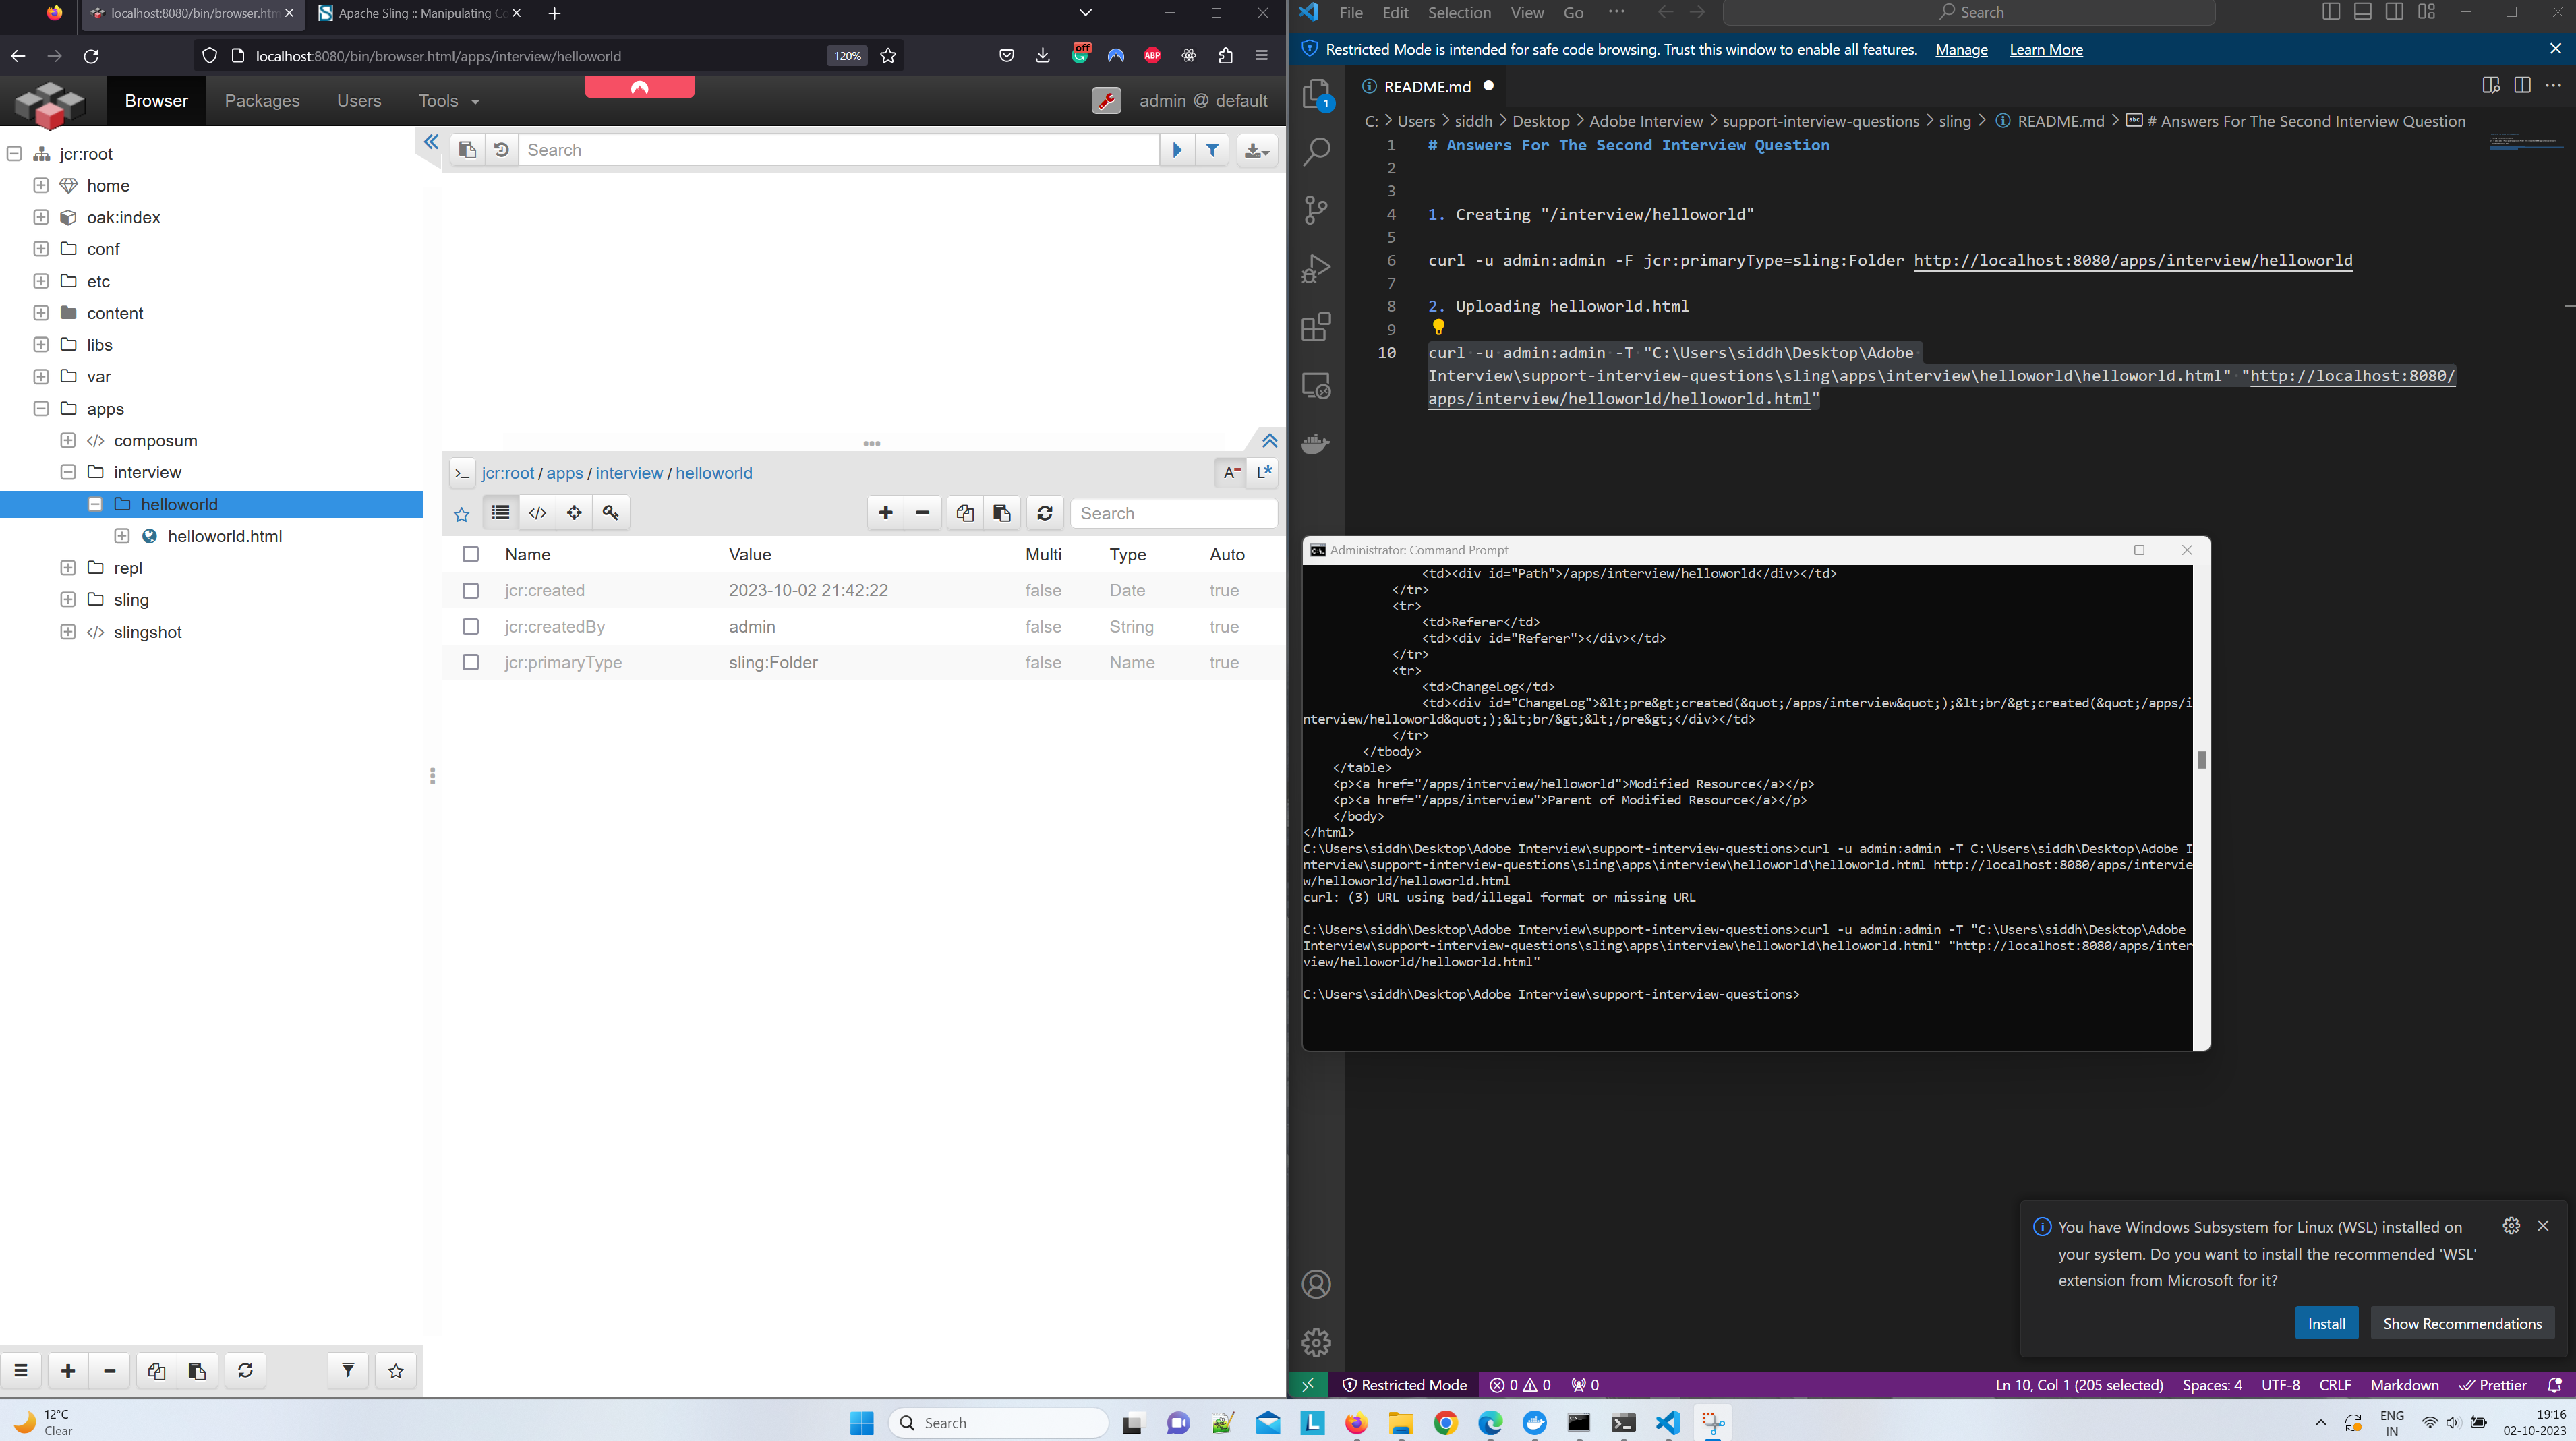 localhost:8080/bin/browser.htm
Apache Sling :: Manipulating Co
localhost:8080/bin/browser.html/apps/interview/helloworld
120%
off
ABP
Browser
Packages
Users
Tools
admin @ default
jcr:root
home
oak:index
conf
etc
content
libs
var
apps
composum
interview
helloworld
helloworld.html
repl
sling
slingshot
Search
jcr:root / apps / interview / helloworld
A
L*
Search
Name Value Multi Type Auto
jcr:created 2023-10-02 21:42:22 false Date true
jcr:createdBy admin false String true
jcr:primaryType sling:Folder false Name true
File Edit Selection View Go ···
Search
Restricted Mode is intended for safe code browsing. Trust this window to enable all features. Manage Learn More
1
README.md
C: > Users > siddh > Desktop > Adobe Interview > support-interview-questions > sling > README.md > # Answers For The Second Interview Question
1 # Answers For The Second Interview Question
2
3
4 1. Creating "/interview/helloworld"
5
6 curl -u admin:admin -F jcr:primaryType=sling:Folder http://localhost:8080/apps/interview/helloworld
7
8 2. Uploading helloworld.html
9
10 curl -u admin:admin -T "C:\Users\siddh\Desktop\Adobe
Interview\support-interview-questions\sling\apps\interview\helloworld\helloworld.html" "http://localhost:8080/
apps/interview/helloworld/helloworld.html"
Administrator: Command Prompt
<td><div id="Path">/apps/interview/helloworld</div></td>
</tr>
<tr>
<td>Referer</td>
<td><div id="Referer"></div></td>
</tr>
<tr>
<td>ChangeLog</td>
<td><div id="ChangeLog">&lt;pre&gt;created(&quot;/apps/interview&quot;);&lt;br/&gt;created(&quot;/apps/i
nterview/helloworld&quot;);&lt;br/&gt;&lt;/pre&gt;</div></td>
</tr>
</tbody>
</table>
<p><a href="/apps/interview/helloworld">Modified Resource</a></p>
<p><a href="/apps/interview">Parent of Modified Resource</a></p>
</body>
</html>
C:\Users\siddh\Desktop\Adobe Interview\support-interview-questions>curl -u admin:admin -T C:\Users\siddh\Desktop\Adobe I
nterview\support-interview-questions\sling\apps\interview\helloworld\helloworld.html http://localhost:8080/apps/intervie
w/helloworld/helloworld.html
curl: (3) URL using bad/illegal format or missing URL
C:\Users\siddh\Desktop\Adobe Interview\support-interview-questions>curl -u admin:admin -T "C:\Users\siddh\Desktop\Adobe
Interview\support-interview-questions\sling\apps\interview\helloworld\helloworld.html" "http://localhost:8080/apps/inter
view/helloworld/helloworld.html"
C:\Users\siddh\Desktop\Adobe Interview\support-interview-questions>
You have Windows Subsystem for Linux (WSL) installed on
your system. Do you want to install the recommended 'WSL'
extension from Microsoft for it?
Install
Show Recommendations
Restricted Mode 0 0 0
Ln 10, Col 1 (205 selected) Spaces: 4 UTF-8 CRLF Markdown Prettier
12°C
Clear
Search
ENG
IN
19:16
02-10-2023